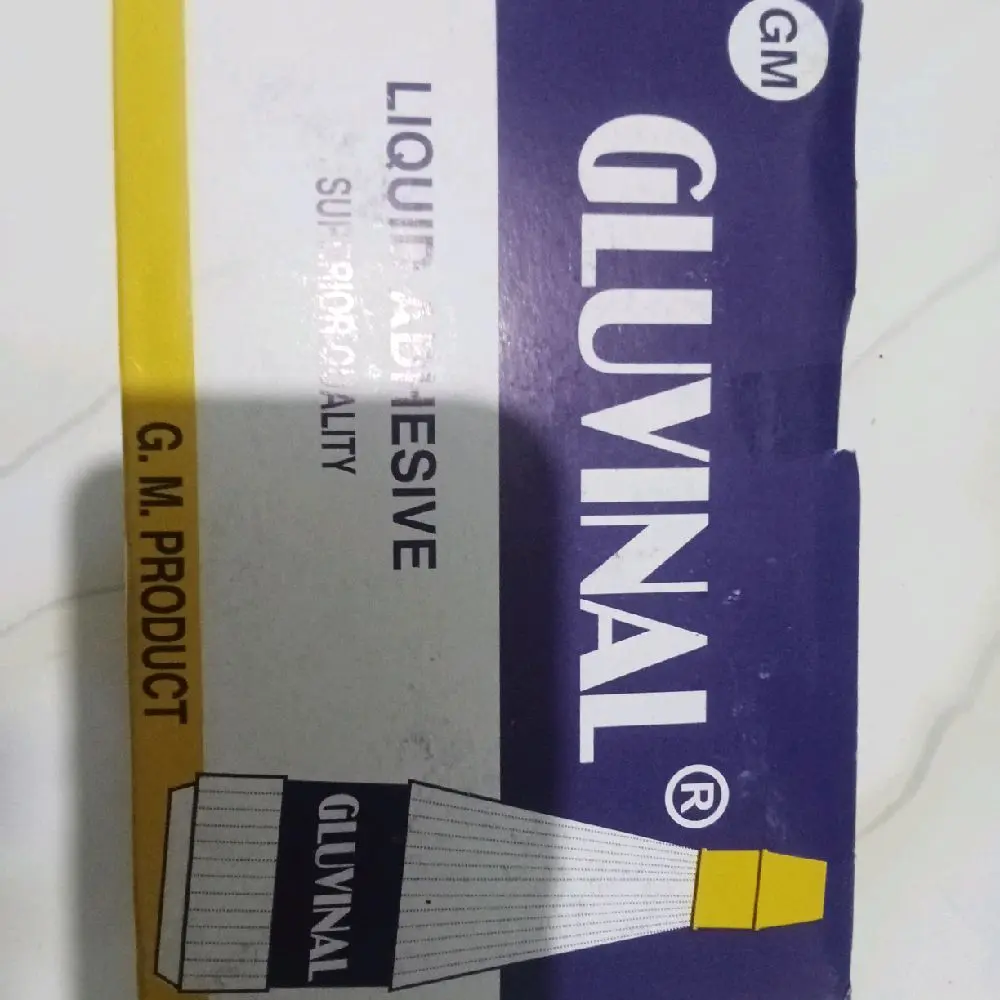 GM
GLUVINAL ®
LIQUID ADHESIVE
SUPERIOR QUALITY
GLUVINAL
G. M. PRODUCT